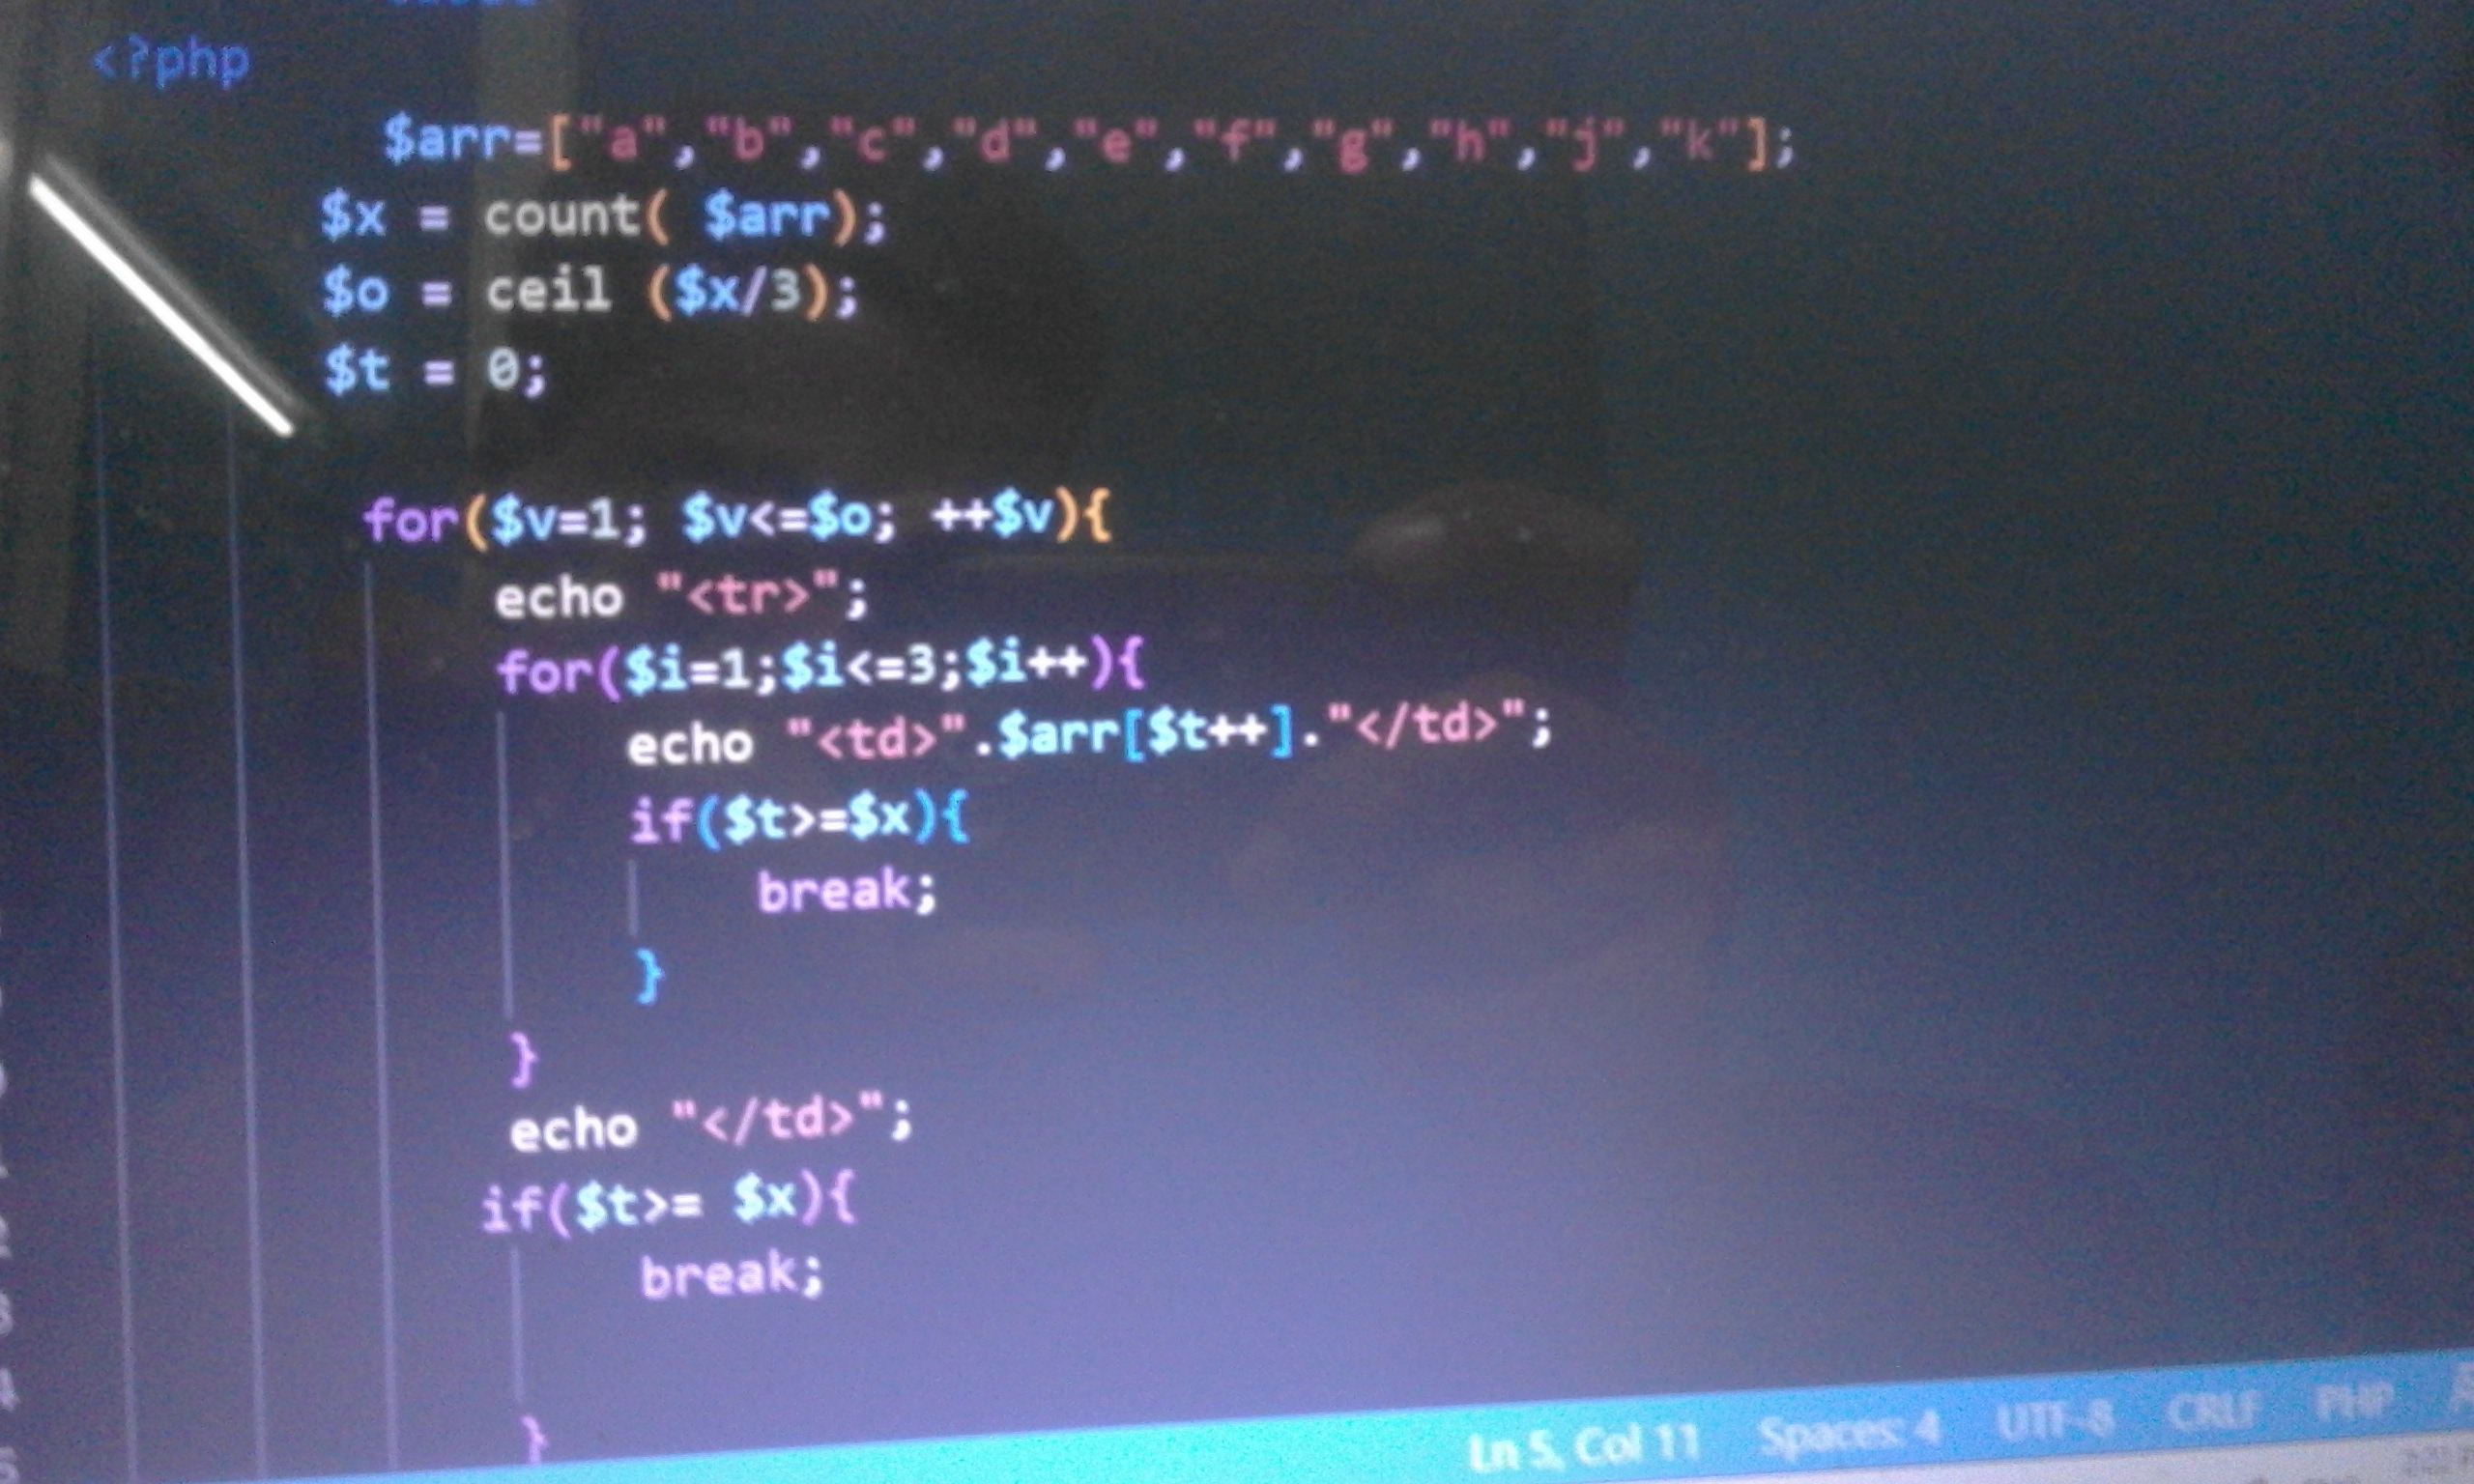 <?php
$arr=["a","b","c","d","e","f","g","h","j","k"];
$x = count( $arr);
$o = ceil ($x/3);
$t = 0;
for($v=1; $v<=$o; ++$v){
echo "<tr>";
for($i=1;$i<=3;$i++){
echo "<td>".$arr[$t++]."</td>";
if($t>=$x){
break;
}
}
echo "</td>";
if($t>= $x){
break;
}
Ln 5, Col 11 Spaces: 4 UTF-8 CRLF PHP